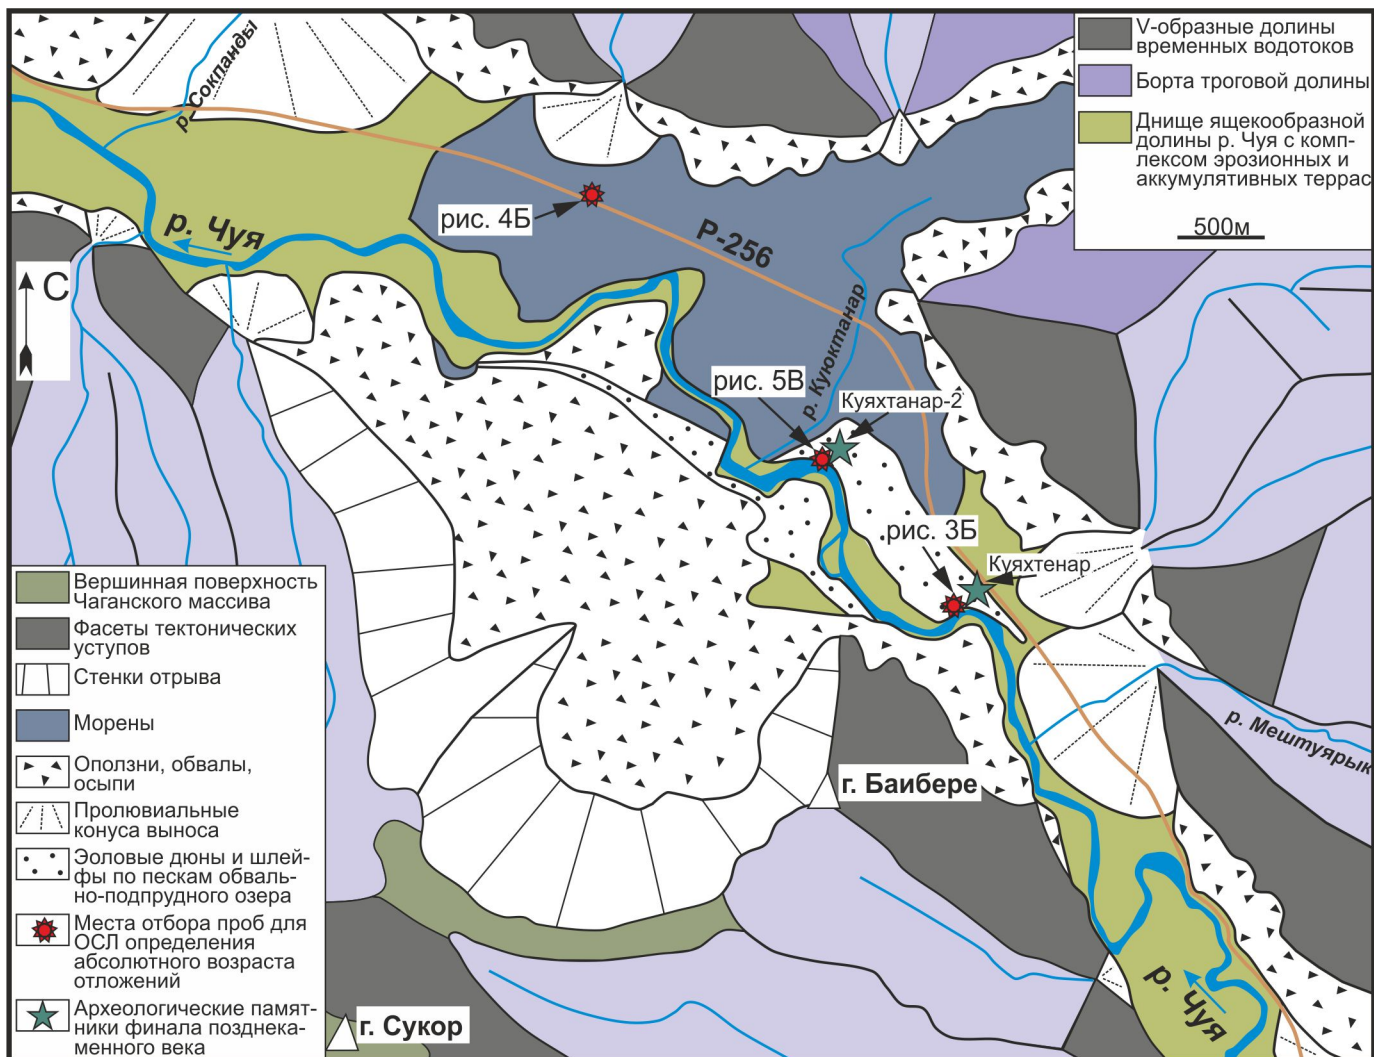 р. Сокпанды
V-образные долины
временных водотоков
Борта троговой долины
Днище ящекообразной
долины р. Чуя с комп-
лексом эрозионных и
аккумулятивных террас
500м
рис. 4Б
р. Чуя
Р-256
С
р. Куюктанар
рис. 5В
Куяхтанар-2
рис. 3Б
Куяхтенар
р. Мештуярык
г. Баибере
р. Чуя
г. Сукор
Вершинная поверхность
Чаганского массива
Фасеты тектонических
уступов
Стенки отрыва
Морены
Оползни, обвалы,
осыпи
Пролювиальные
конуса выноса
Эоловые дюны и шлей-
фы по пескам обваль-
но-подпрудного озера
Места отбора проб для
ОСЛ определения
абсолютного возраста
отложений
Археологические памят-
ники финала позднека-
менного века